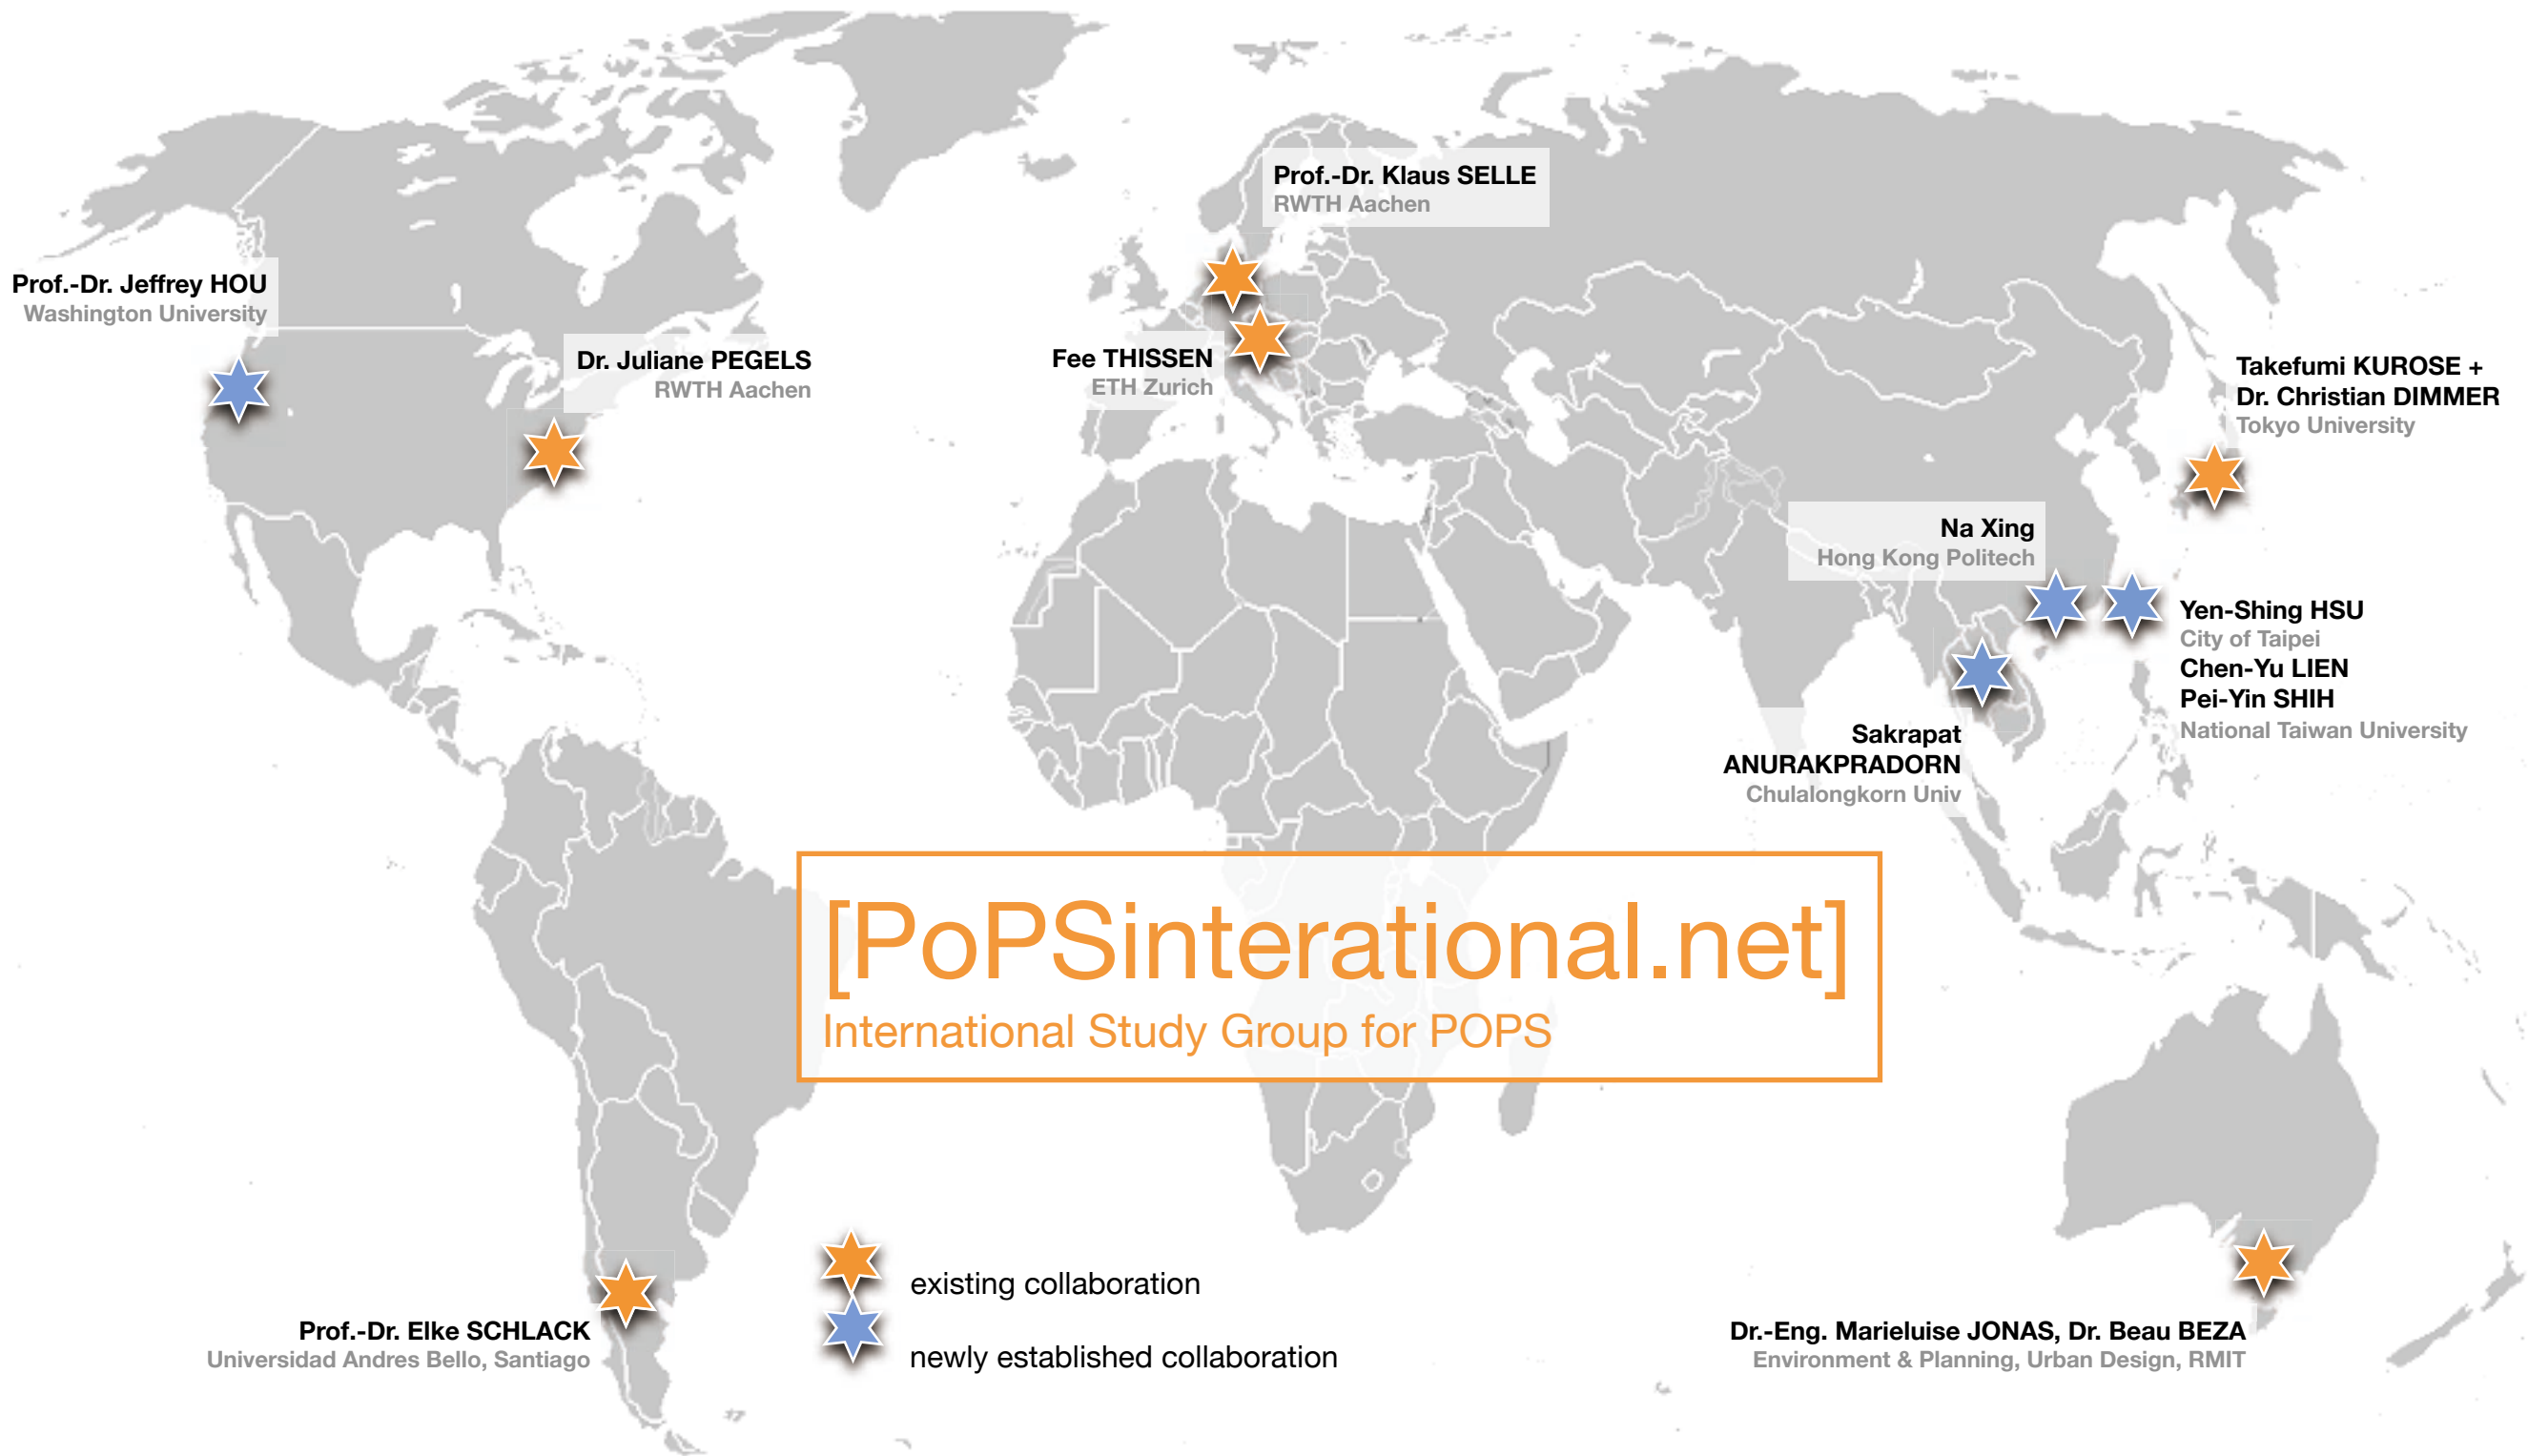 Prof.-Dr. Klaus SELLE
RWTH Aachen
Prof.-Dr. Jeffrey HOU
Washington University
Dr. Juliane PEGELS
RWTH Aachen
Fee THISSEN
ETH Zurich
Takefumi KUROSE +
Dr. Christian DIMMER
Tokyo University
Na Xing
Hong Kong Politech
Yen-Shing HSU
City of Taipei
Chen-Yu LIEN
Pei-Yin SHIH
National Taiwan University
Sakrapat
ANURAKPRADORN
Chulalongkorn Univ
[PoPSinterational.net]
International Study Group for POPS
existing collaboration
newly established collaboration
Prof.-Dr. Elke SCHLACK
Universidad Andres Bello, Santiago
Dr.-Eng. Marieluise JONAS, Dr. Beau BEZA
Environment & Planning, Urban Design, RMIT